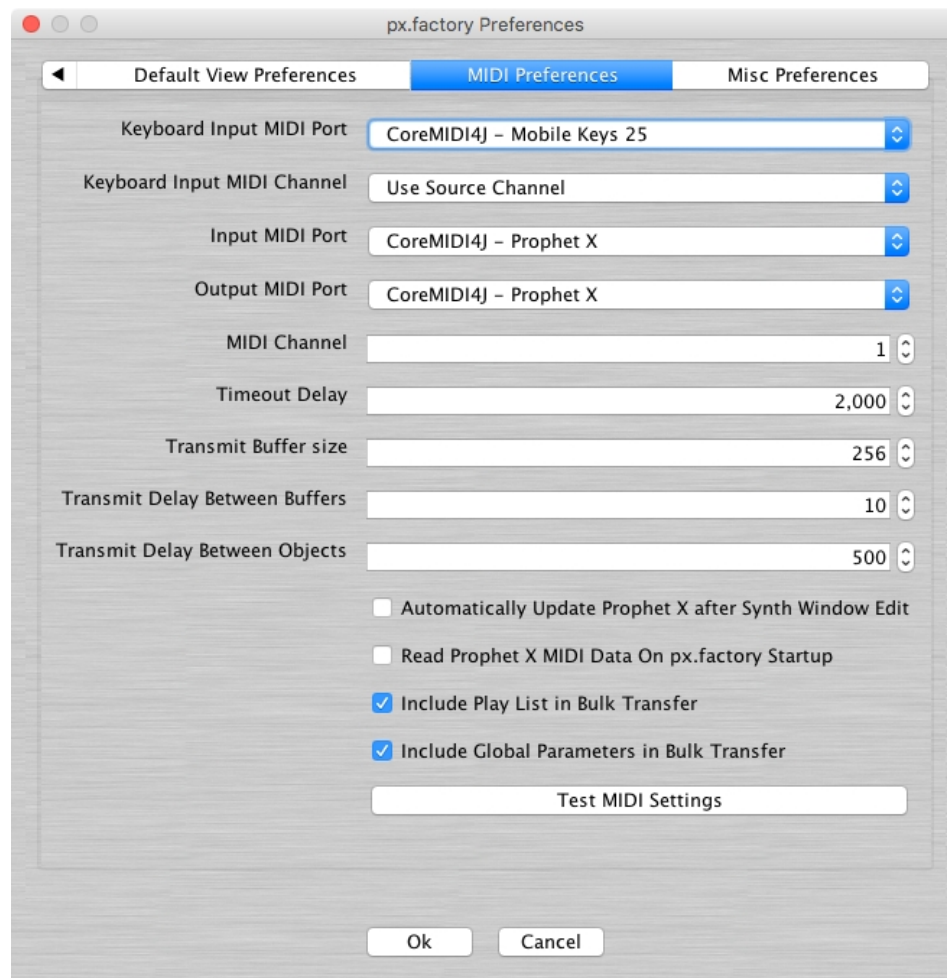 px.factory Preferences
◀ Default View Preferences MIDI Preferences Misc Preferences
Keyboard Input MIDI Port CoreMIDI4J – Mobile Keys 25
Keyboard Input MIDI Channel Use Source Channel
Input MIDI Port CoreMIDI4J – Prophet X
Output MIDI Port CoreMIDI4J – Prophet X
MIDI Channel 1
Timeout Delay 2,000
Transmit Buffer size 256
Transmit Delay Between Buffers 10
Transmit Delay Between Objects 500
Automatically Update Prophet X after Synth Window Edit
Read Prophet X MIDI Data On px.factory Startup
Include Play List in Bulk Transfer
Include Global Parameters in Bulk Transfer
Test MIDI Settings
Ok Cancel